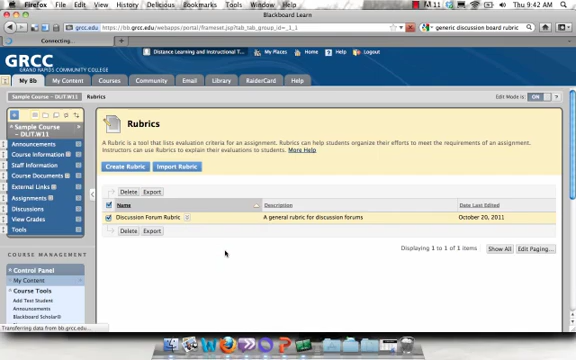 Firefox File Edit View History Delicious Bookmarks Tools Window Help
Thu 9:42 AM
Blackboard Learn
grcc.edu https://bb.grcc.edu/webapps/portal/frameset.jsp?tab_tab_group_id=_1_1
generic discussion board rubric
Connecting...
Distance Learning and Instructional T... My Places Home Help Logout
GRCC
GRAND RAPIDS COMMUNITY COLLEGE
My Bb My Content Courses Community Email Library RaiderCard Help
Rubrics
Edit Mode is: ON
Sample Course - DLIT.W11
Announcements
Course Information
Staff Information
Course Documents
External Links
Assignments
Discussions
View Grades
Tools
COURSE MANAGEMENT
Control Panel
My Content
Course Tools
Add Test Student
Announcements
Blackboard Scholar®
Transferring data from bb.grcc.edu...
Rubrics
A Rubric is a tool that lists evaluation criteria for an assignment. Rubrics can help students organize their efforts to meet the requirements of an assignment.
Instructors can use Rubrics to explain their evaluations to students. More Help
Create Rubric Import Rubric
Delete Export
Name Description Date Last Edited
Discussion Forum Rubric A general rubric for discussion forums October 20, 2011
Delete Export
Displaying 1 to 1 of 1 items Show All Edit Paging...